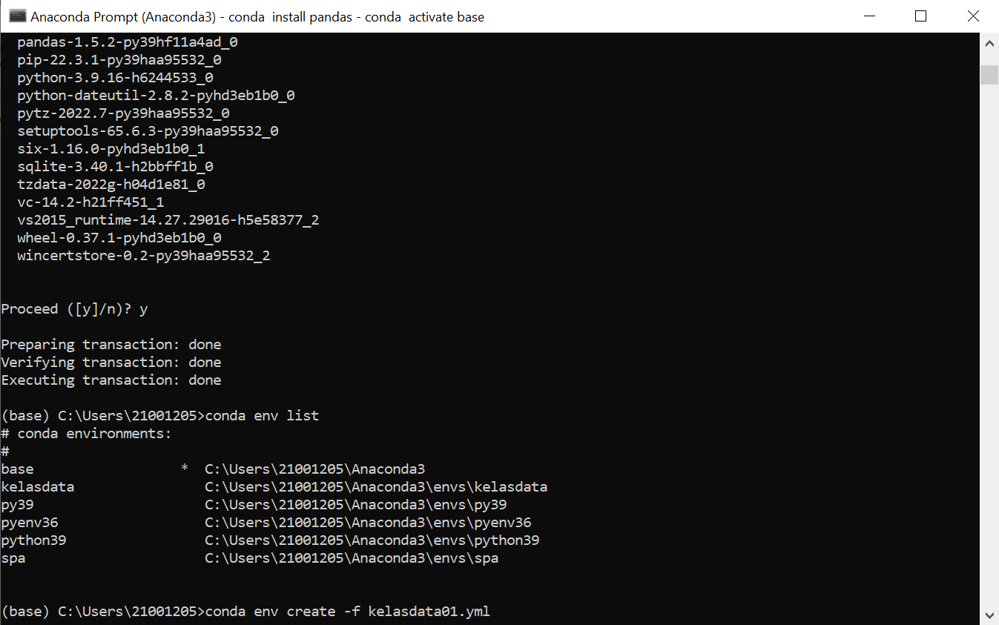 Anaconda Prompt (Anaconda3) - conda  install pandas - conda  activate base
pandas-1.5.2-py39hf11a4ad_0
pip-22.3.1-py39haa95532_0
python-3.9.16-h6244533_0
python-dateutil-2.8.2-pyhd3eb1b0_0
pytz-2022.7-py39haa95532_0
setuptools-65.6.3-py39haa95532_0
six-1.16.0-pyhd3eb1b0_1
sqlite-3.40.1-h2bbff1b_0
tzdata-2022g-h04d1e81_0
vc-14.2-h21ff451_1
vs2015_runtime-14.27.29016-h5e58377_2
wheel-0.37.1-pyhd3eb1b0_0
wincertstore-0.2-py39haa95532_2
Proceed ([y]/n)? y
Preparing transaction: done
Verifying transaction: done
Executing transaction: done
(base) C:\Users\21001205>conda env list
# conda environments:
#
base                  *  C:\Users\21001205\Anaconda3
kelasdata                C:\Users\21001205\Anaconda3\envs\kelasdata
py39                     C:\Users\21001205\Anaconda3\envs\py39
pyenv36                  C:\Users\21001205\Anaconda3\envs\pyenv36
python39                 C:\Users\21001205\Anaconda3\envs\python39
spa                      C:\Users\21001205\Anaconda3\envs\spa
(base) C:\Users\21001205>conda env create -f kelasdata01.yml